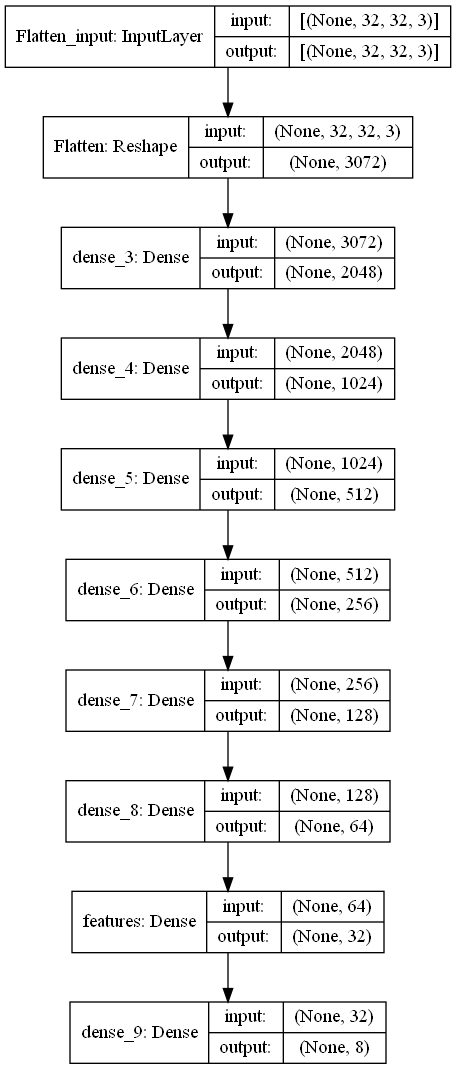 Flatten_input: InputLayer
input: [(None, 32, 32, 3)]
output: [(None, 32, 32, 3)]
Flatten: Reshape
input: (None, 32, 32, 3)
output: (None, 3072)
dense_3: Dense
input: (None, 3072)
output: (None, 2048)
dense_4: Dense
input: (None, 2048)
output: (None, 1024)
dense_5: Dense
input: (None, 1024)
output: (None, 512)
dense_6: Dense
input: (None, 512)
output: (None, 256)
dense_7: Dense
input: (None, 256)
output: (None, 128)
dense_8: Dense
input: (None, 128)
output: (None, 64)
features: Dense
input: (None, 64)
output: (None, 32)
dense_9: Dense
input: (None, 32)
output: (None, 8)